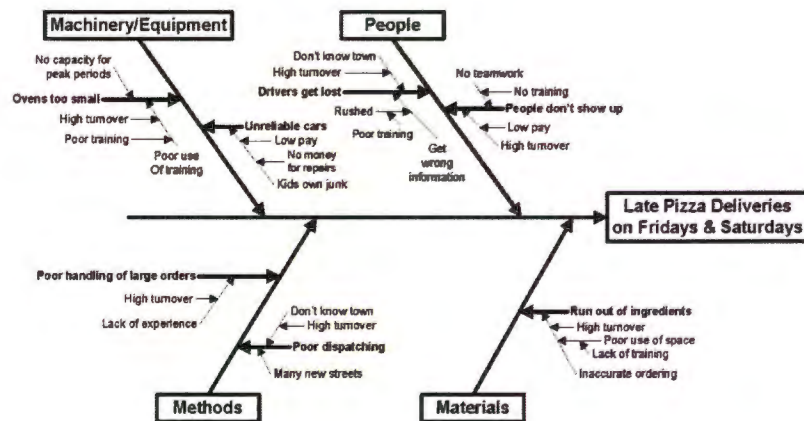 Machinery/Equipment
People
No capacity for
peak periods
Ovens too small
High turnover
Poor training
Poor use
Of training
Unreliable cars
Low pay
No money
for repairs
Kids own junk
Don't know town
High turnover
Drivers get lost
Rushed
Poor training
Get
wrong
information
No teamwork
No training
People don't show up
Low pay
High turnover
Late Pizza Deliveries
on Fridays & Saturdays
Poor handling of large orders
High turnover
Lack of experience
Don't know town
High turnover
Poor dispatching
Many new streets
Run out of ingredients
High turnover
Poor use of space
Lack of training
Inaccurate ordering
Methods
Materials